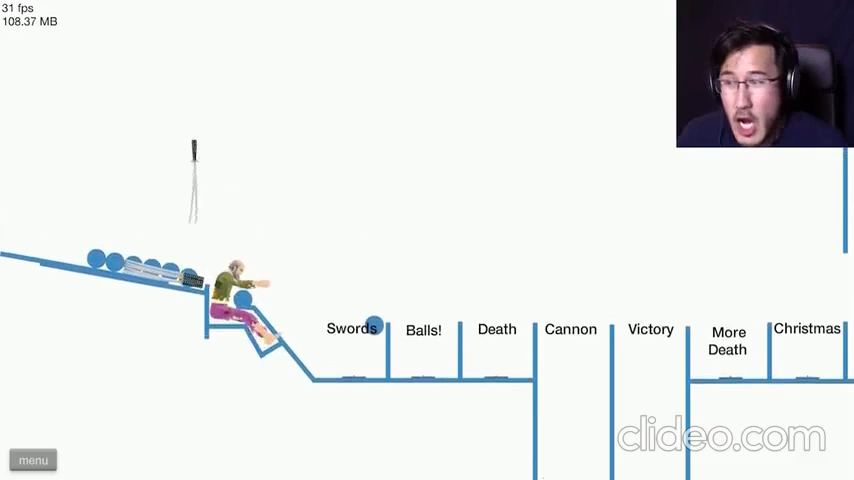 31 fps
108.37 MB
Swords
Balls!
Death
Cannon
Victory
More
Death
Christmas
menu
clideo.com